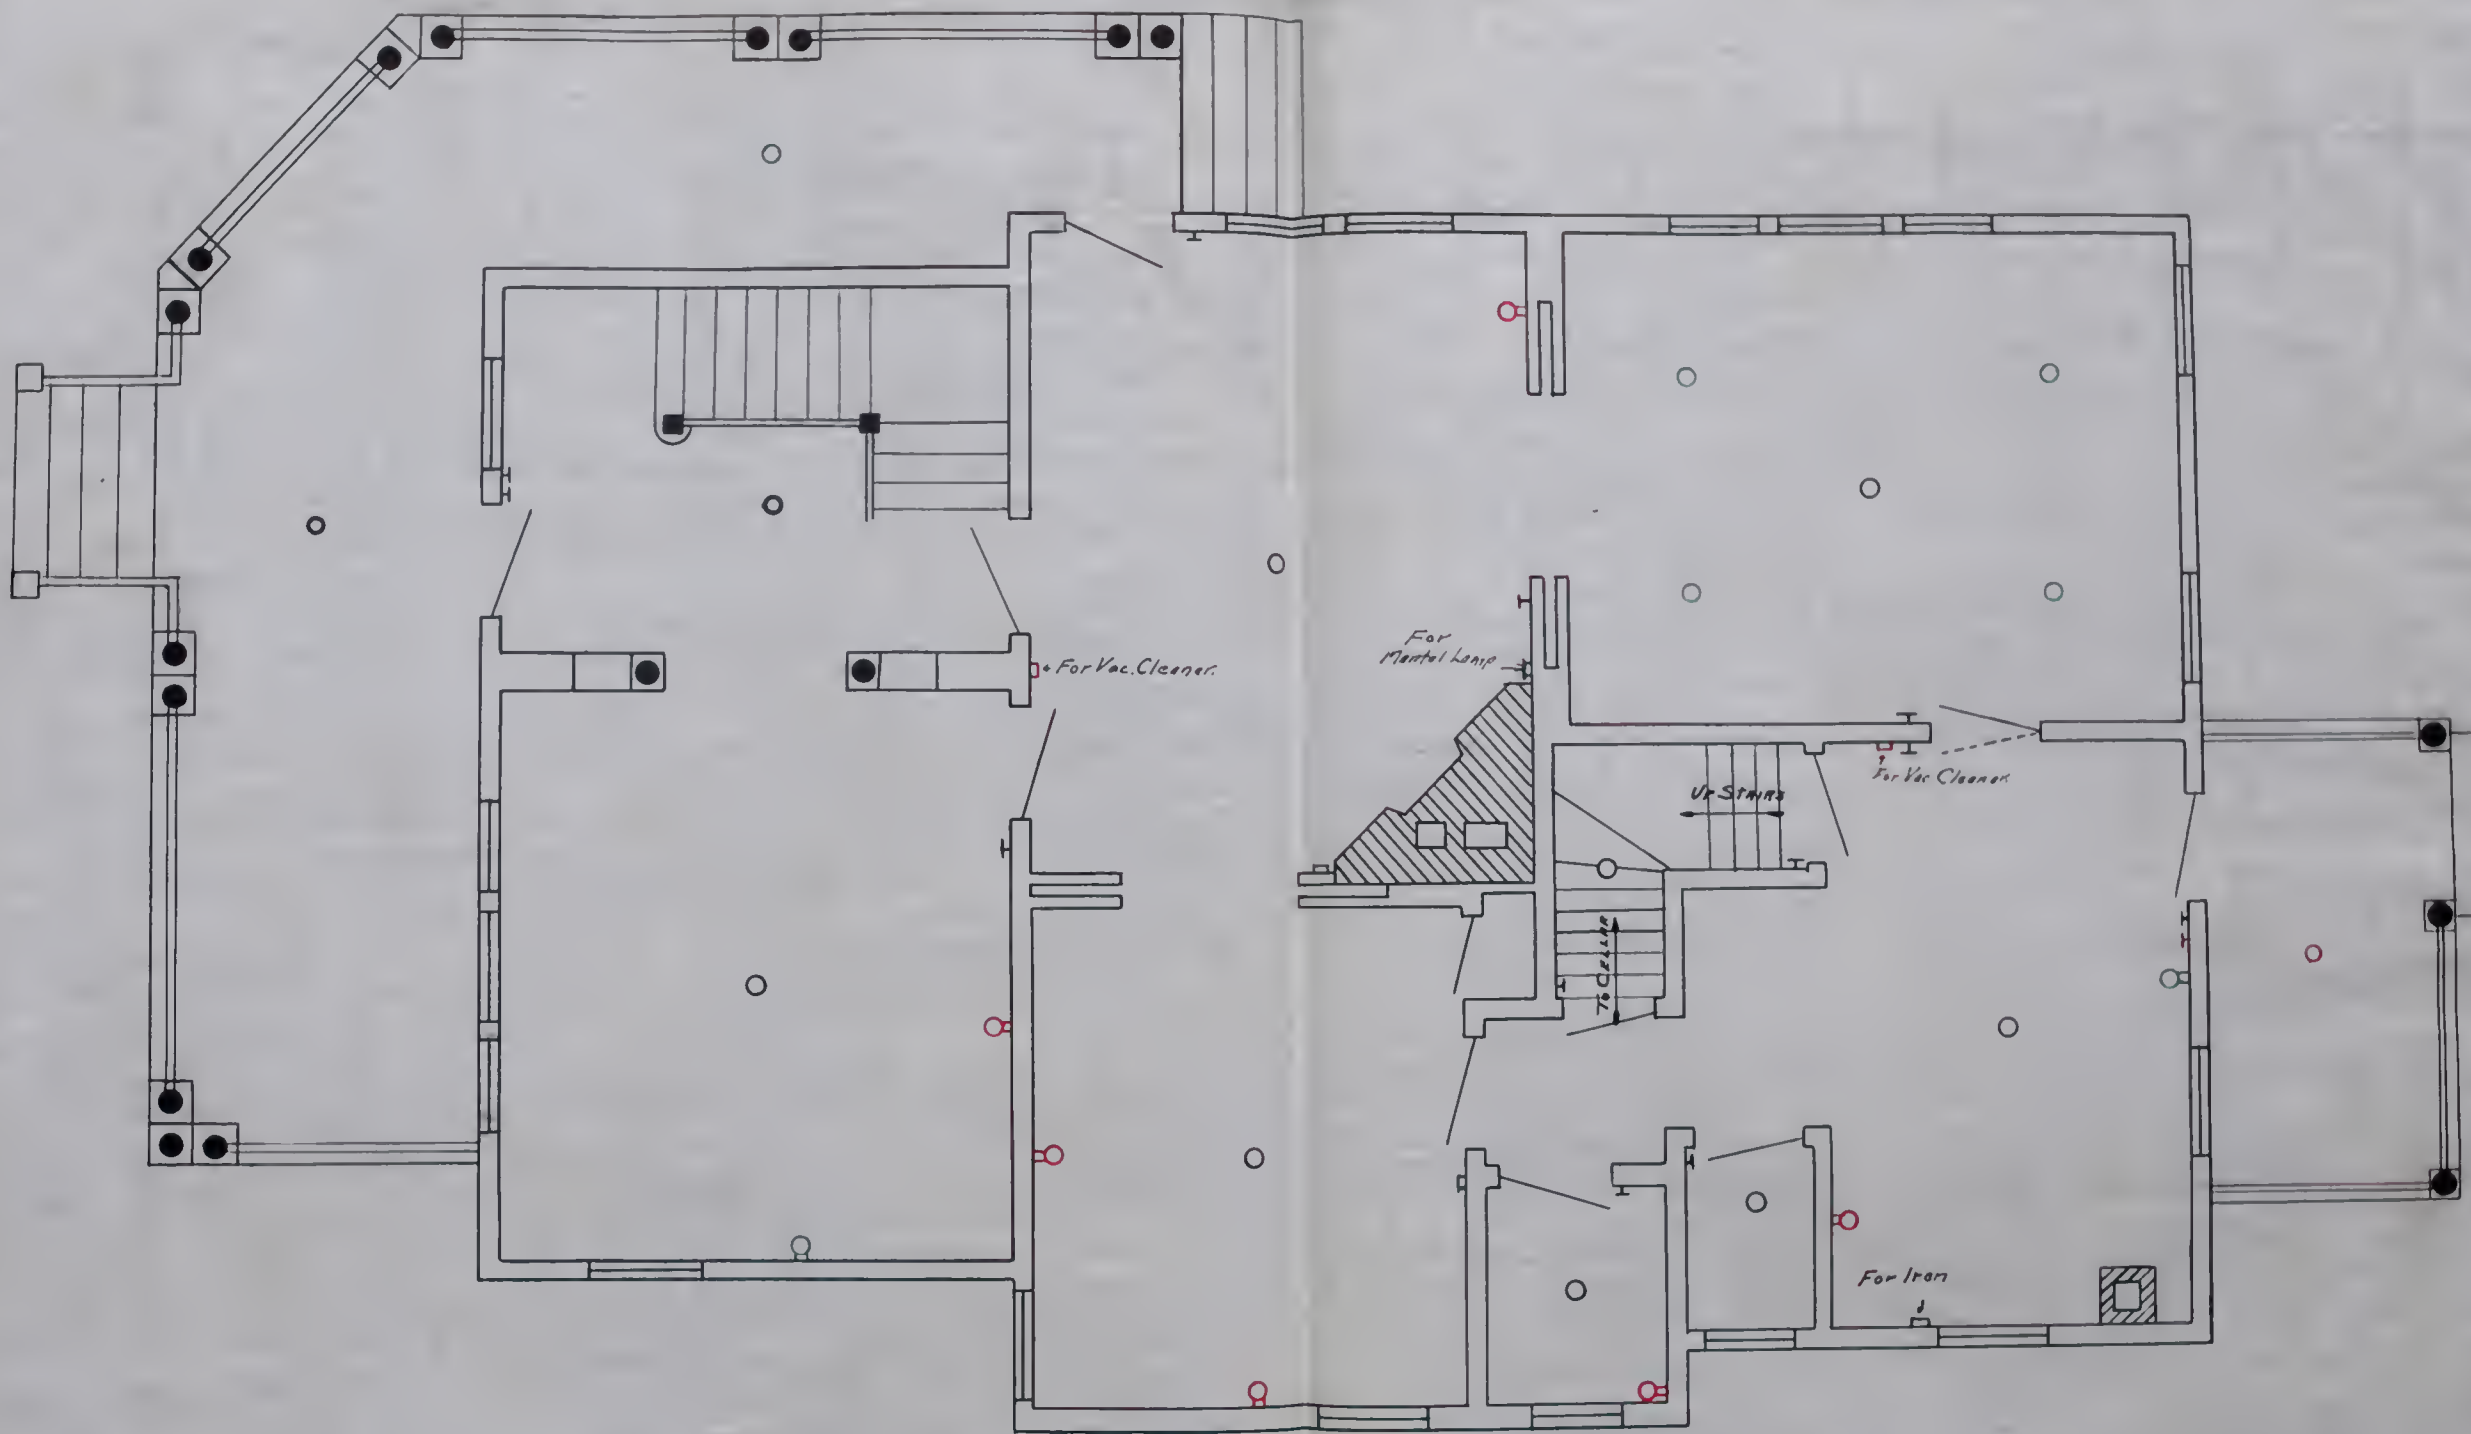 For
Mantel Lamp
For Vac. Cleaner.
For Vac Cleaner
UP STAIRS
To CELLAR
For Iron